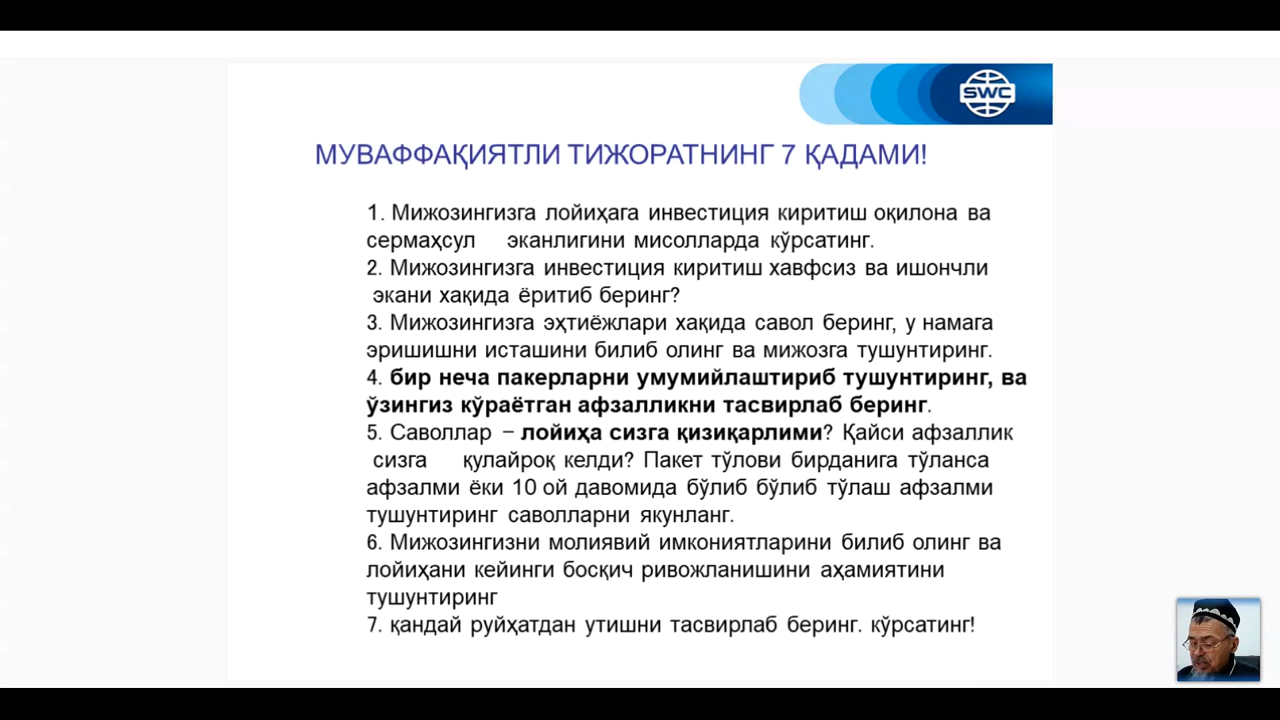 SWC
МУВАФФАҚИЯТЛИ ТИЖОРАТНИНГ 7 ҚАДАМИ!
1. Мижозингизга лойиҳага инвестиция киритиш оқилона ва
сермаҳсул эканлигини мисолларда кўрсатинг.
2. Мижозингизга инвестиция киритиш хавфсиз ва ишончли
экани хақида ёритиб беринг?
3. Мижозингизга эҳтиёжлари хақида савол беринг, у намага
эришишни исташини билиб олинг ва мижозга тушунтиринг.
4. бир неча пакерларни умумийлаштириб тушунтиринг, ва
ўзингиз кўраётган афзалликни тасвирлаб беринг.
5. Саволлар – лойиҳа сизга қизиқарлими? Қайси афзаллик
сизга қулайроқ келди? Пакет тўлови бирданига тўланса
афзалми ёки 10 ой давомида бўлиб бўлиб тўлаш афзалми
тушунтиринг саволларни якунланг.
6. Мижозингизни молиявий имкониятларини билиб олинг ва
лойиҳани кейинги босқич ривожланишини аҳамиятини
тушунтиринг
7. қандай руйҳатдан утишни тасвирлаб беринг. кўрсатинг!